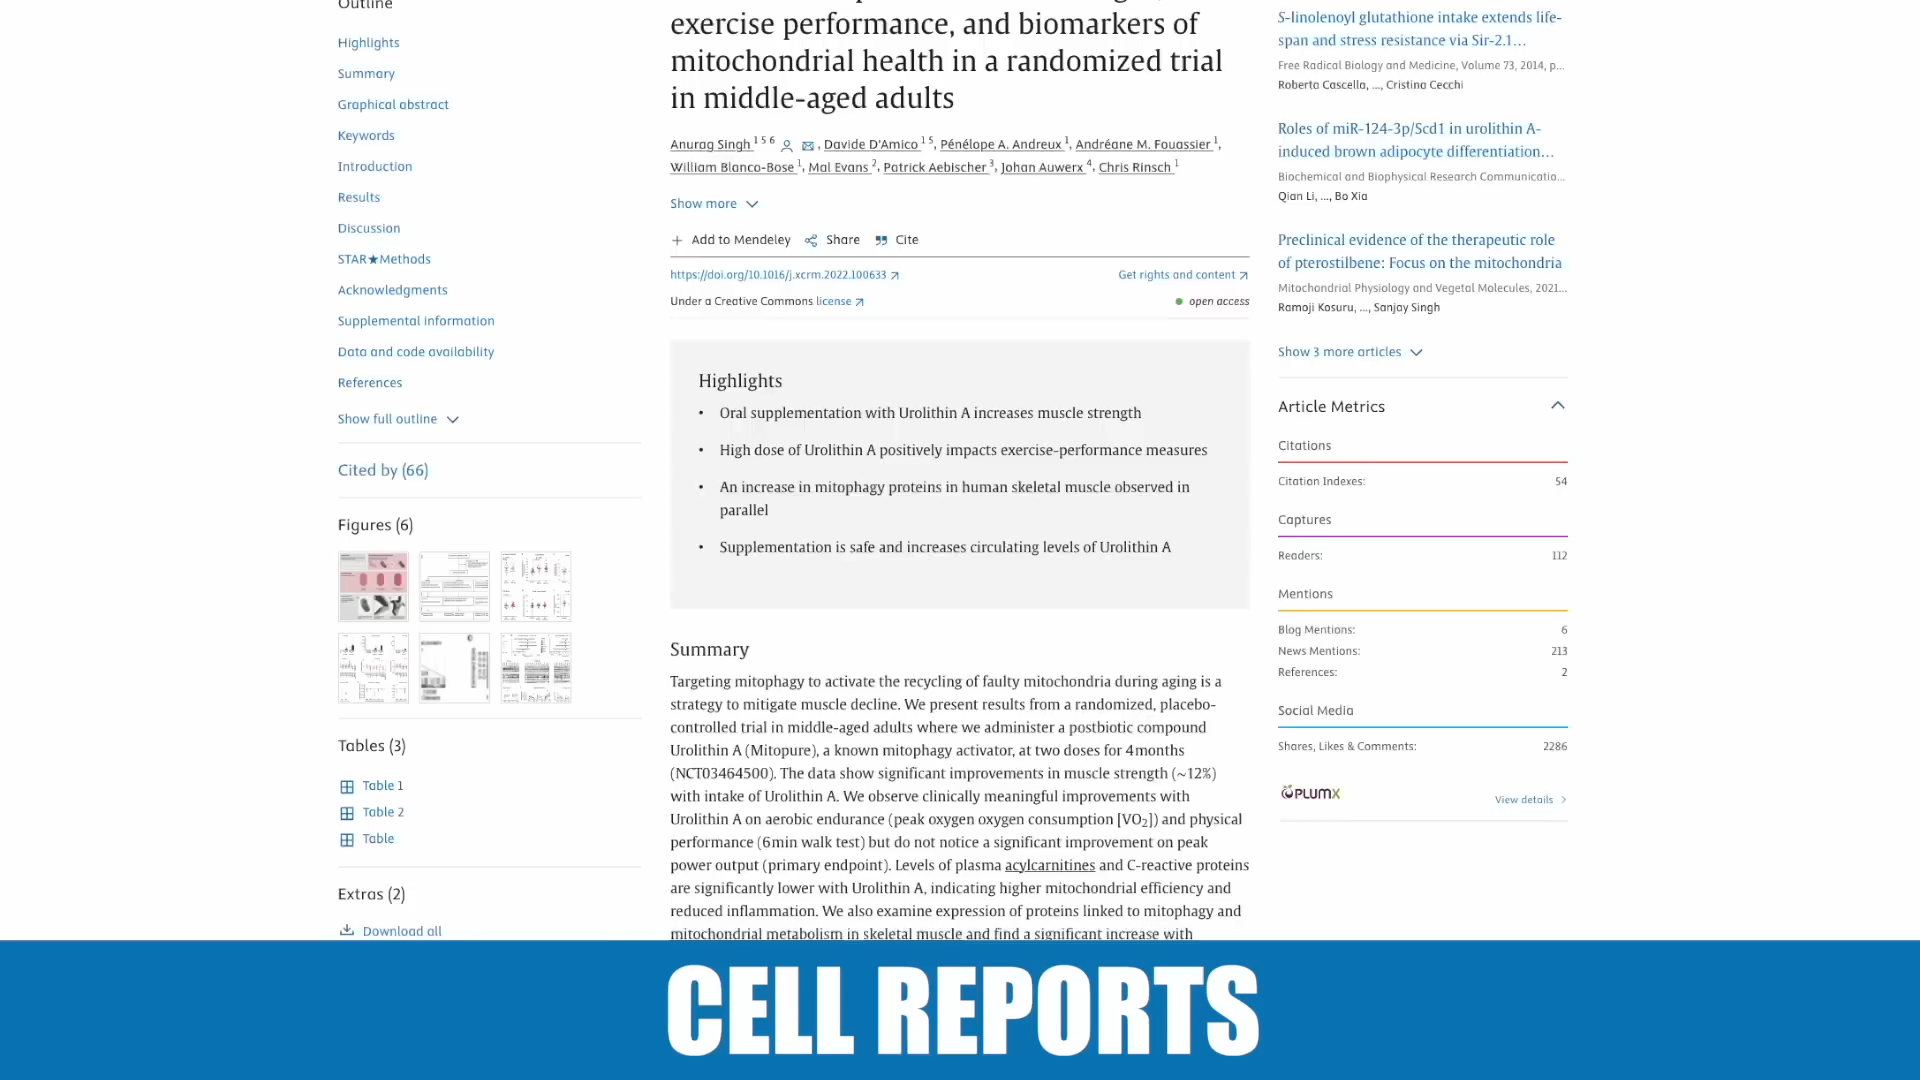 Outline
Highlights
Summary
Graphical abstract
Keywords
Introduction
Results
Discussion
STAR★Methods
Acknowledgments
Supplemental information
Data and code availability
References
Show full outline
Cited by (66)
Figures (6)
Tables (3)
Table 1
Table 2
Table
Extras (2)
Download all
exercise performance, and biomarkers of
mitochondrial health in a randomized trial
in middle-aged adults
Anurag Singh 1 5 6, Davide D'Amico 1 5, Pénélope A. Andreux 1, Andréane M. Fouassier 1,
William Blanco-Bose 1, Mal Evans 2, Patrick Aebischer 3, Johan Auwerx 4, Chris Rinsch 1
Show more
Add to Mendeley Share Cite
https://doi.org/10.1016/j.xcrm.2022.100633 Get rights and content
Under a Creative Commons license open access
Highlights
• Oral supplementation with Urolithin A increases muscle strength
• High dose of Urolithin A positively impacts exercise-performance measures
• An increase in mitophagy proteins in human skeletal muscle observed in
parallel
• Supplementation is safe and increases circulating levels of Urolithin A
Summary
Targeting mitophagy to activate the recycling of faulty mitochondria during aging is a
strategy to mitigate muscle decline. We present results from a randomized, placebo-
controlled trial in middle-aged adults where we administer a postbiotic compound
Urolithin A (Mitopure), a known mitophagy activator, at two doses for 4 months
(NCT03464500). The data show significant improvements in muscle strength (~12%)
with intake of Urolithin A. We observe clinically meaningful improvements with
Urolithin A on aerobic endurance (peak oxygen oxygen consumption [VO2]) and physical
performance (6 min walk test) but do not notice a significant improvement on peak
power output (primary endpoint). Levels of plasma acylcarnitines and C-reactive proteins
are significantly lower with Urolithin A, indicating higher mitochondrial efficiency and
reduced inflammation. We also examine expression of proteins linked to mitophagy and
mitochondrial metabolism in skeletal muscle and find a significant increase with
S-linolenoyl glutathione intake extends life-
span and stress resistance via Sir-2.1…
Free Radical Biology and Medicine, Volume 73, 2014, p…
Roberta Cascella, …, Cristina Cecchi
Roles of miR-124-3p/Scd1 in urolithin A-
induced brown adipocyte differentiation…
Biochemical and Biophysical Research Communicatio…
Qian Li, …, Bo Xia
Preclinical evidence of the therapeutic role
of pterostilbene: Focus on the mitochondria
Mitochondrial Physiology and Vegetal Molecules, 2021…
Ramoji Kosuru, …, Sanjay Singh
Show 3 more articles
Article Metrics
Citations
Citation Indexes: 54
Captures
Readers: 112
Mentions
Blog Mentions: 6
News Mentions: 213
References: 2
Social Media
Shares, Likes & Comments: 2286
PLUMX
View details
CELL REPORTS